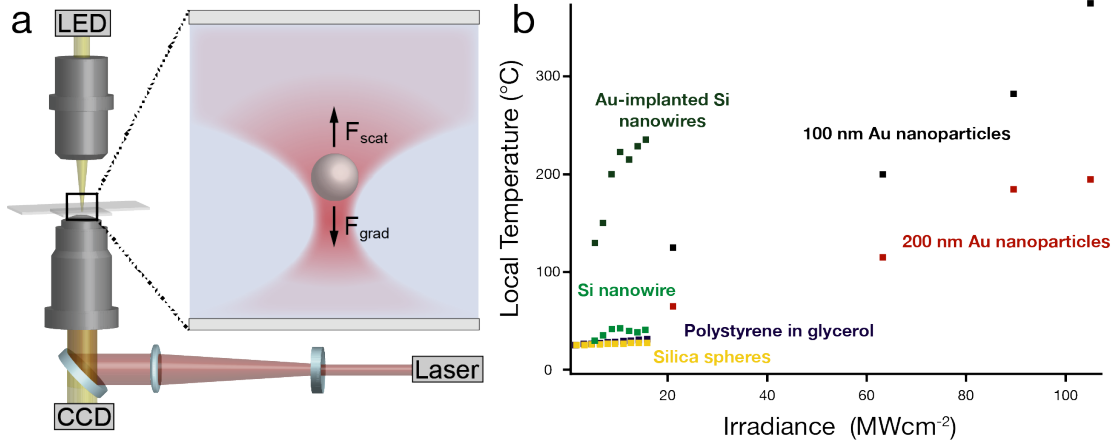 a
LED
F_scat
F_grad
Laser
CCD
b
Local Temperature (°C)
300
200
100
0
Au-implanted Si
nanowires
100 nm Au nanoparticles
200 nm Au nanoparticles
Si nanowire
Polystyrene in glycerol
Silica spheres
20
40
60
80
100
Irradiance (MWcm⁻²)